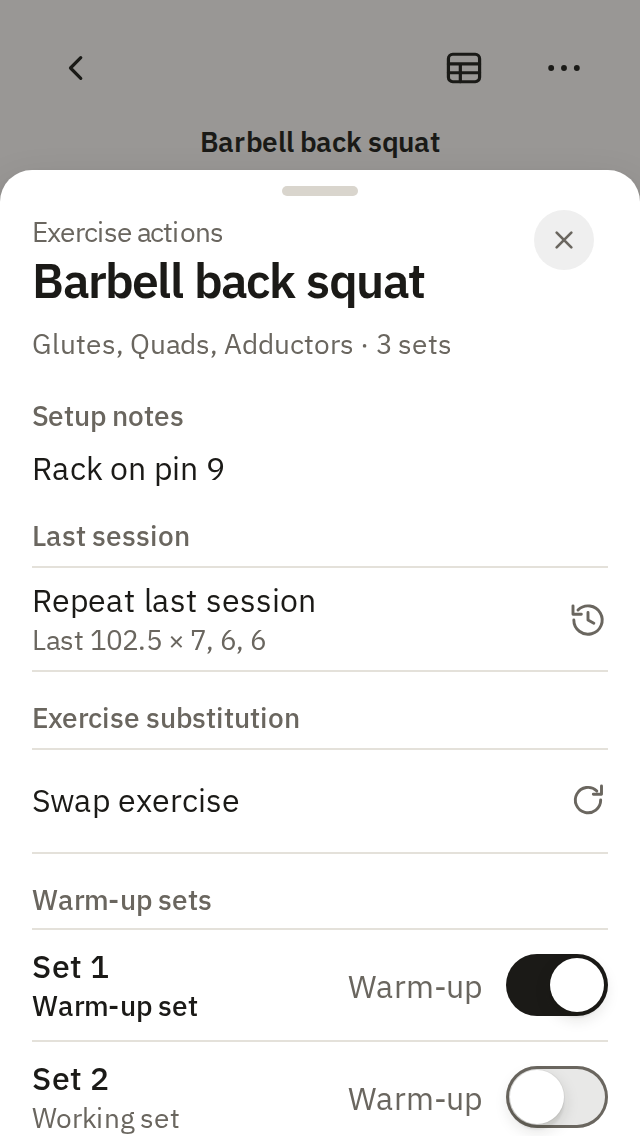 Barbell back squat
Exercise actions
Barbell back squat
Glutes, Quads, Adductors · 3 sets
Setup notes
Rack on pin 9
Last session
Repeat last session
Last 102.5 × 7, 6, 6
Exercise substitution
Swap exercise
Warm-up sets
Set 1
Warm-up set
Warm-up
Set 2
Working set
Warm-up